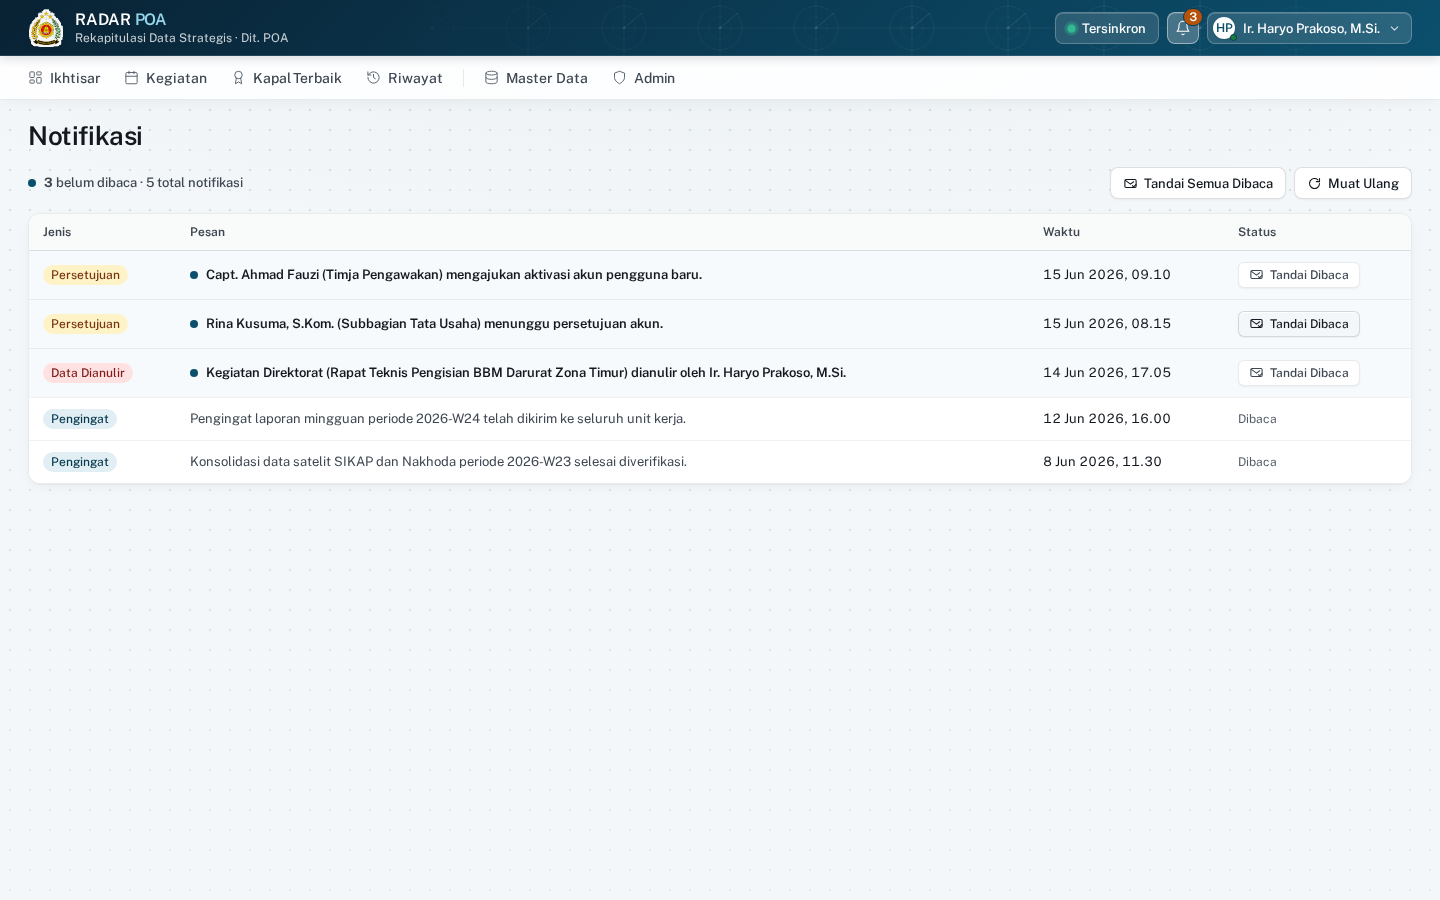 RADAR POA
Rekapitulasi Data Strategis · Dit. POA
Tersinkron
3
HP
Ir. Haryo Prakoso, M.Si.
Ikhtisar
Kegiatan
Kapal Terbaik
Riwayat
Master Data
Admin
Notifikasi
3 belum dibaca · 5 total notifikasi
Tandai Semua Dibaca
Muat Ulang
Jenis Pesan Waktu Status
Persetujuan Capt. Ahmad Fauzi (Timja Pengawakan) mengajukan aktivasi akun pengguna baru. 15 Jun 2026, 09.10 Tandai Dibaca
Persetujuan Rina Kusuma, S.Kom. (Subbagian Tata Usaha) menunggu persetujuan akun. 15 Jun 2026, 08.15 Tandai Dibaca
Data Dianulir Kegiatan Direktorat (Rapat Teknis Pengisian BBM Darurat Zona Timur) dianulir oleh Ir. Haryo Prakoso, M.Si. 14 Jun 2026, 17.05 Tandai Dibaca
Pengingat Pengingat laporan mingguan periode 2026-W24 telah dikirim ke seluruh unit kerja. 12 Jun 2026, 16.00 Dibaca
Pengingat Konsolidasi data satelit SIKAP dan Nakhoda periode 2026-W23 selesai diverifikasi. 8 Jun 2026, 11.30 Dibaca